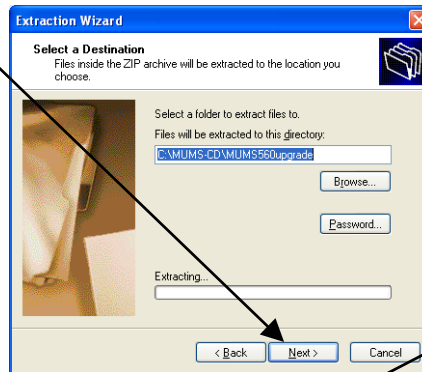 Extraction Wizard
Select a Destination
Files inside the ZIP archive will be extracted to the location you
choose.
Select a folder to extract files to.
Files will be extracted to this directory:
C:\MUMS-CD\MUMS560upgrade
Browse...
Password...
Extracting...
< Back
Next >
Cancel